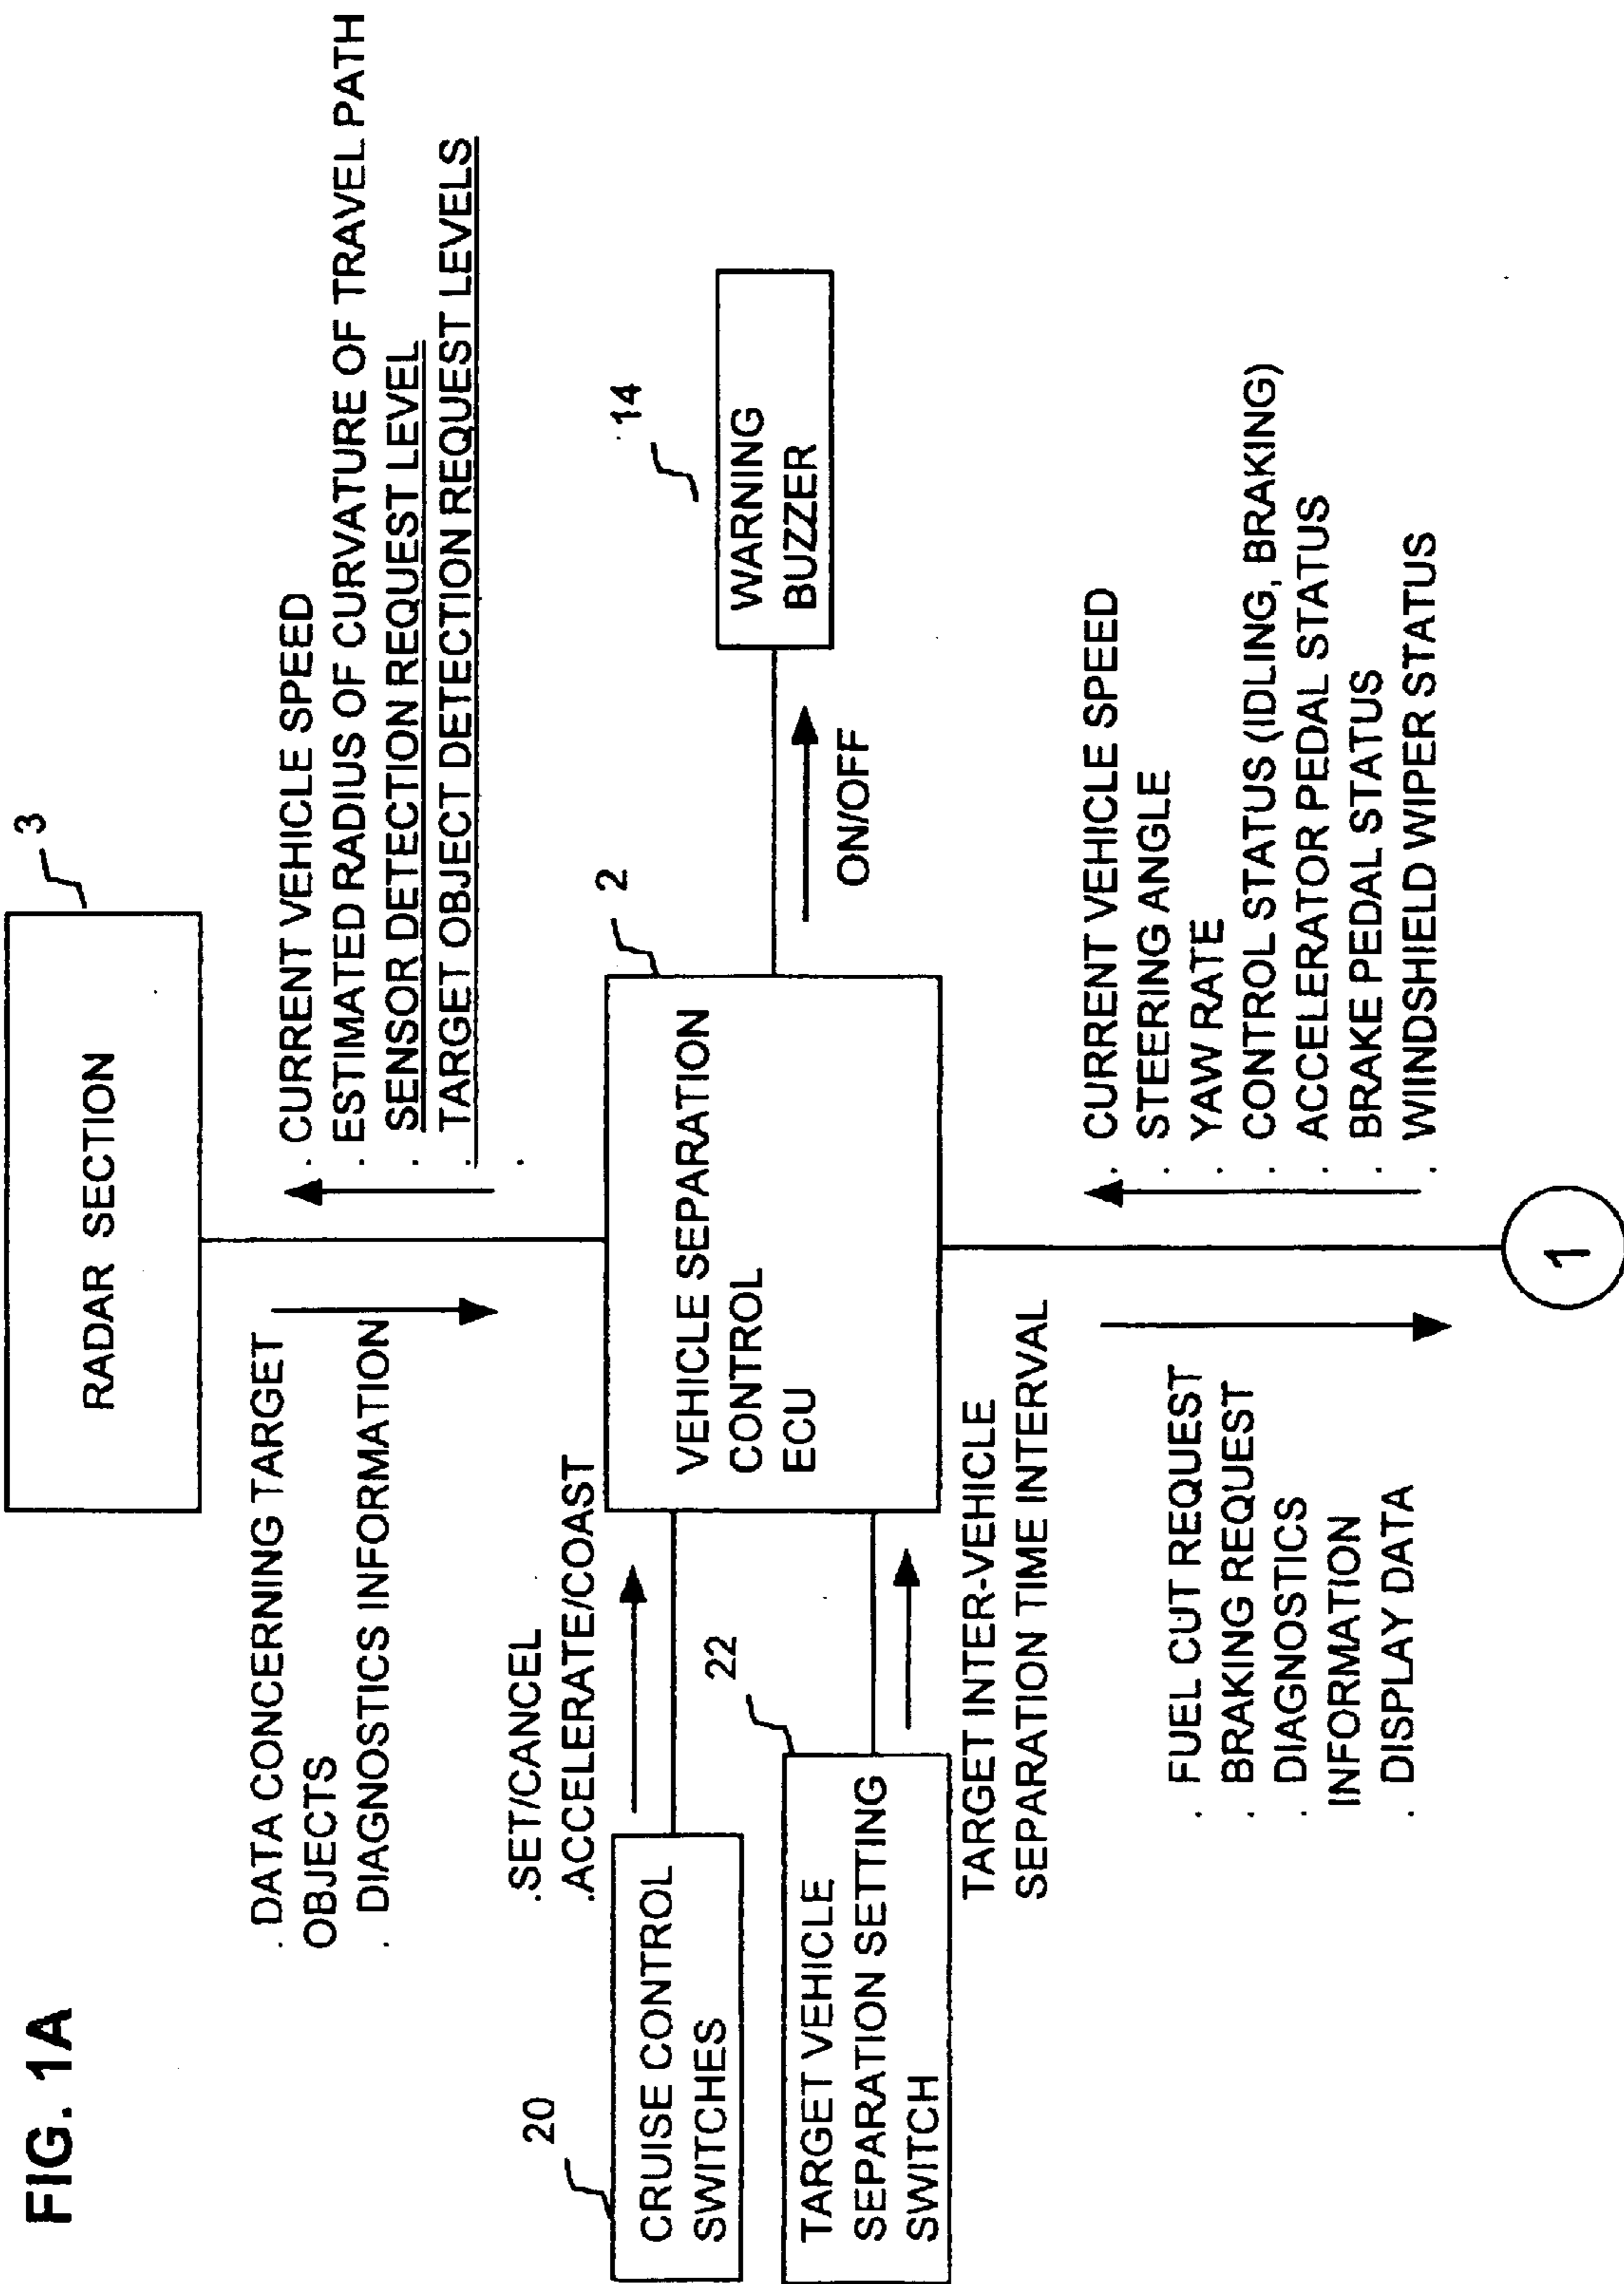 FIG. 1A
RADAR SECTION
3
. DATA CONCERNING TARGET
OBJECTS
. DIAGNOSTICS INFORMATION
. CURRENT VEHICLE SPEED
. ESTIMATED RADIUS OF CURVATURE OF TRAVEL PATH
. SENSOR DETECTION REQUEST LEVEL
. TARGET OBJECT DETECTION REQUEST LEVELS
.
20
CRUISE CONTROL
SWITCHES
.SET/CANCEL
.ACCELERATE/COAST
22
TARGET VEHICLE
SEPARATION SETTING
SWITCH
TARGET INTER-VEHICLE
SEPARATION TIME INTERVAL
2
VEHICLE SEPARATION
CONTROL
ECU
14
WARNING
BUZZER
ON/OFF
. FUEL CUT REQUEST
. BRAKING REQUEST
. DIAGNOSTICS
INFORMATION
. DISPLAY DATA
. CURRENT VEHICLE SPEED
. STEERING ANGLE
. YAW RATE
. CONTROL STATUS (IDLING, BRAKING)
. ACCELERATOR PEDAL STATUS
. BRAKE PEDAL STATUS
. WINDSHIELD WIPER STATUS
1